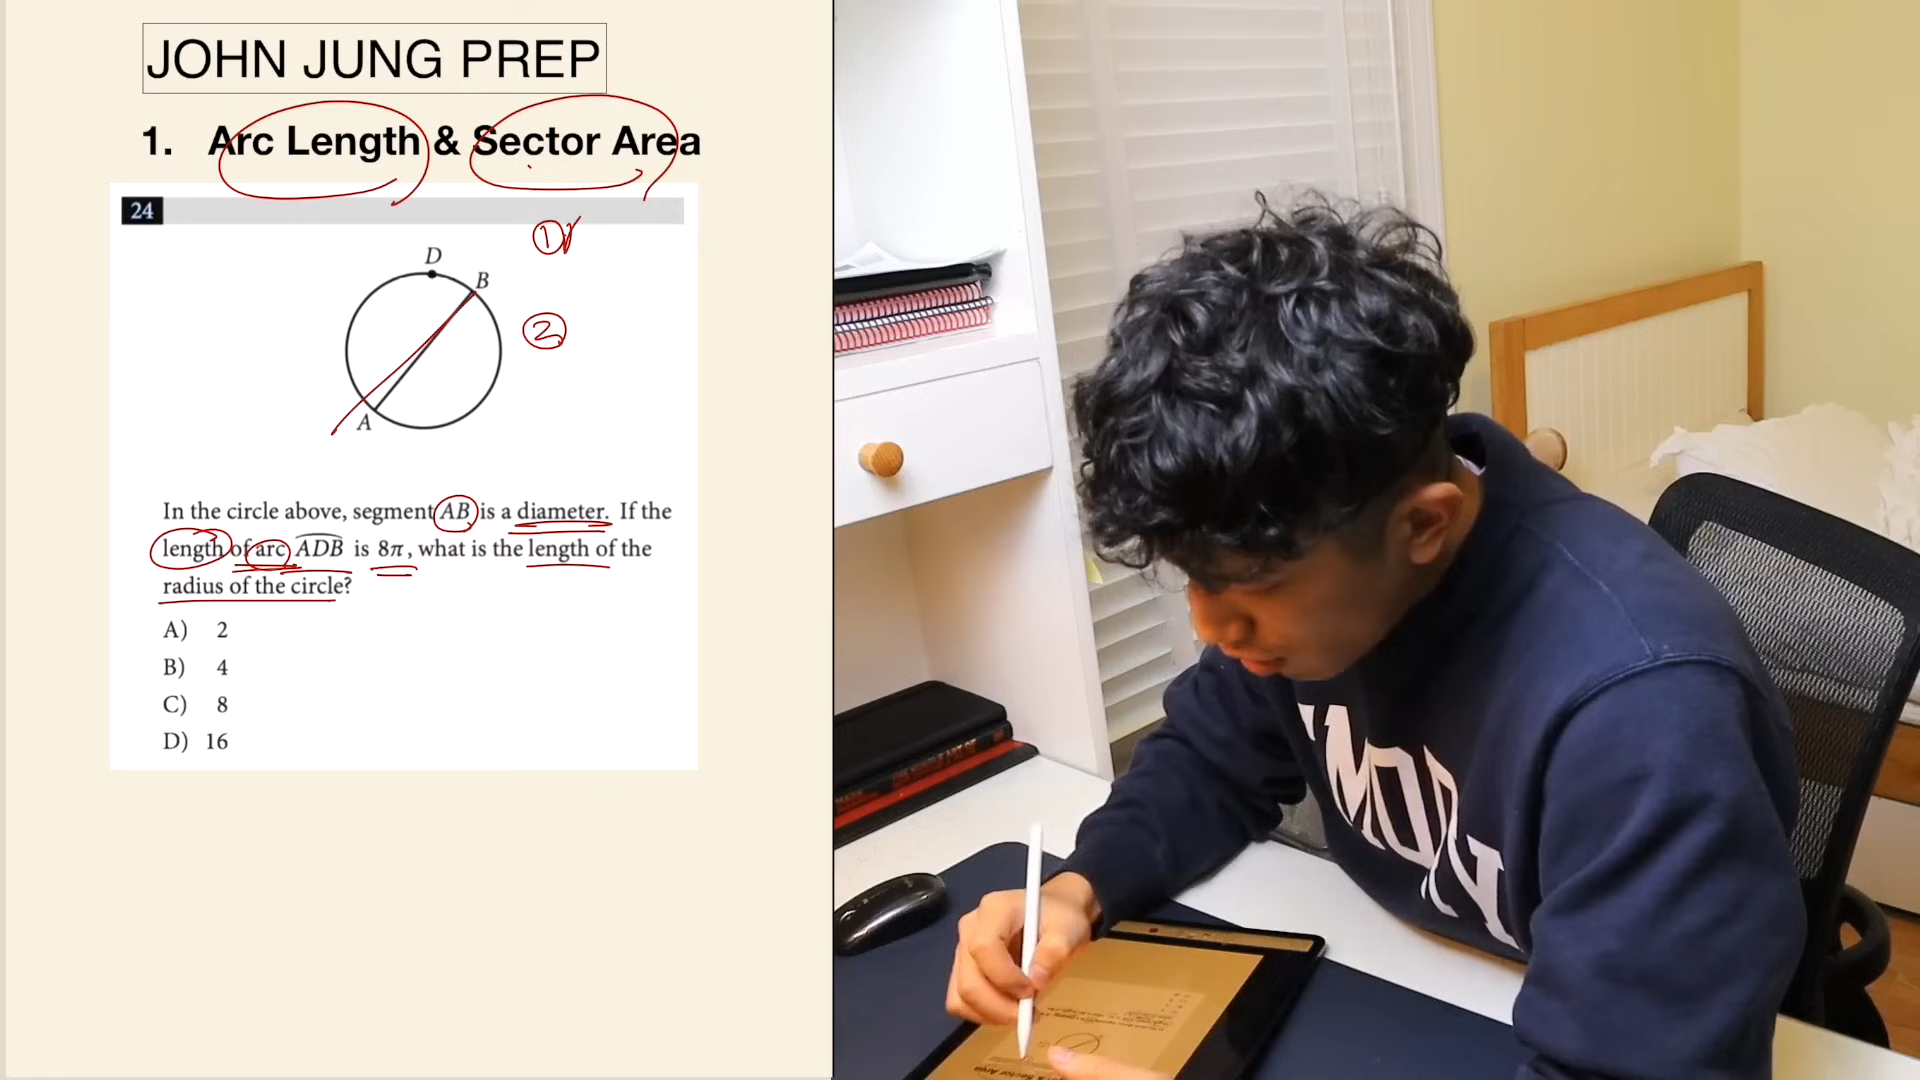 JOHN JUNG PREP
1. Arc Length & Sector Area
24
1
D
B
2
A
In the circle above, segment AB is a diameter. If the
length of arc ADB is 8π, what is the length of the
radius of the circle?
A) 2
B) 4
C) 8
D) 16